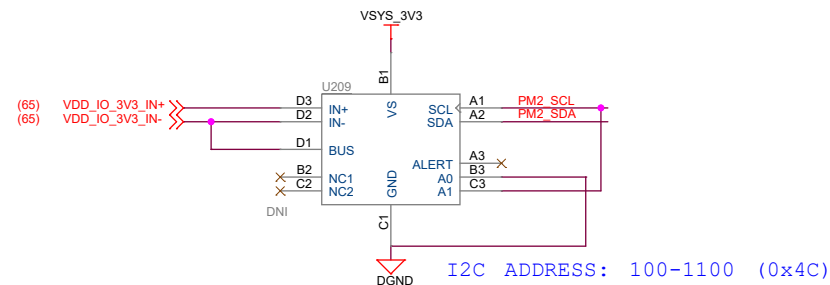 VSYS_3V3
B1
U209
(65) VDD_IO_3V3_IN+ D3 IN+ VS SCL A1 PM2_SCL
(65) VDD_IO_3V3_IN- D2 IN- SDA A2 PM2_SDA
D1 BUS
ALERT A3
B2 NC1 A0 B3
C2 NC2 GND A1 C3
DNI
C1
DGND
I2C ADDRESS: 100-1100 (0x4C)